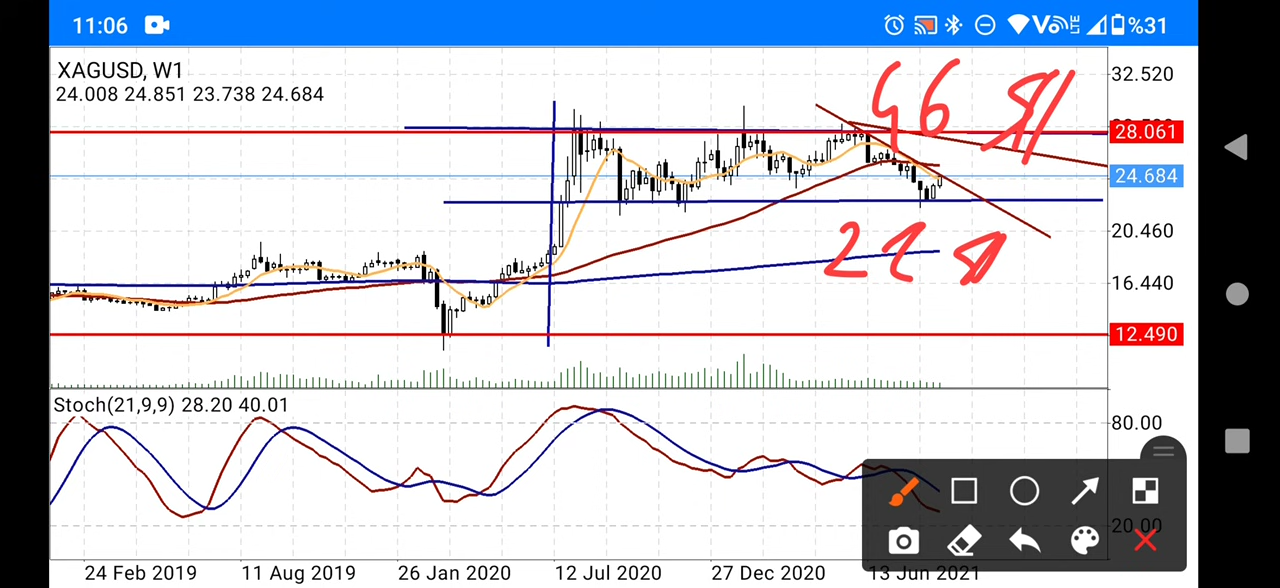 11:06 %31
XAGUSD, W1
24.008 24.851 23.738 24.684
32.520
28.061
24.684
20.460
16.440
12.490
Stoch(21,9,9) 28.20 40.01
80.00
20.00
24 Feb 2019 11 Aug 2019 26 Jan 2020 12 Jul 2020 27 Dec 2020 13 Jun 2021